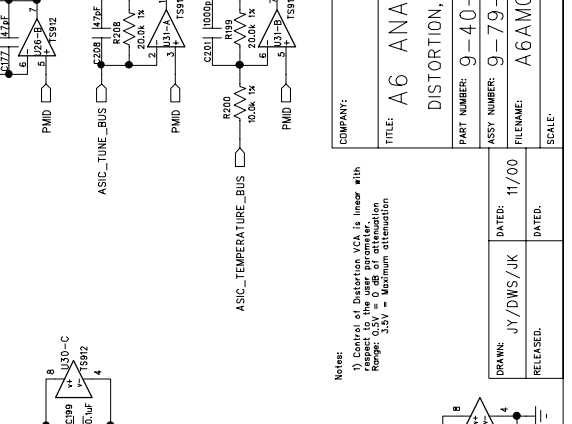 C177
47pF
6
5
7
U26-B
TS912
PMID
C208
47pF
R208
20.0k 1%
2
3
1
U31-A
TS91
PMID
ASIC_TUNE_BUS
C201
1000p
R199
20.0k 1%
6
5
7
U31-B
TS91
R200
10.0k 1%
PMID
ASIC_TEMPERATURE_BUS
U30-C
8
4
V+
V-
TS912
C199
0.1uF
8
4
V+
V-
Notes:
1) Control of Distortion VCA is linear with
respect to the user parameter.
Range: 0.5V = 0 dB of attenuation
3.5V = Maximum attenuation
COMPANY:
TITLE:
A6 ANA
DISTORTION,
PART NUMBER: 9-40-
ASSY NUMBER: 9-79-
FILENAME: A6AMO
SCALE:
DRAWN: JY/DWS/JK
DATED: 11/00
RELEASED.
DATED.